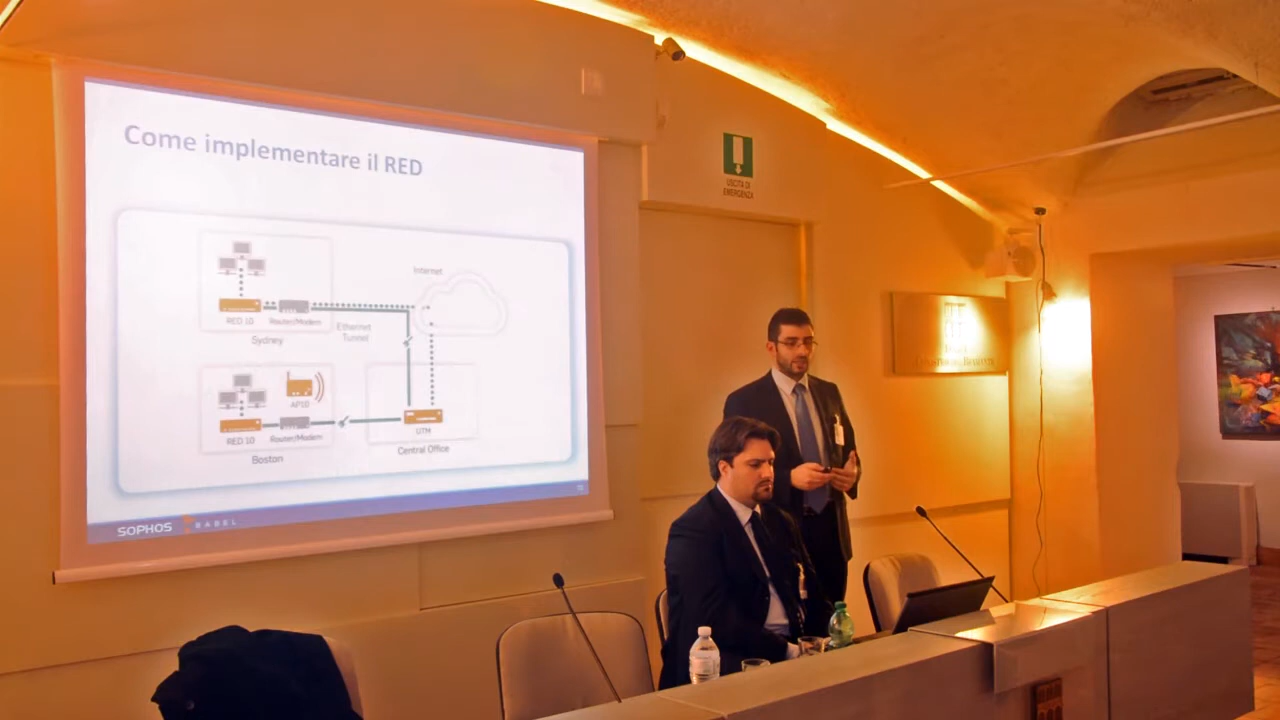 Come implementare il RED
Internet
RED 10
Router/Modem
Ethernet
Tunnel
Sydney
AP10
RED 10
Router/Modem
UTM
Boston
Central Office
SOPHOS
BABEL
USCITA DI
EMERGENZA